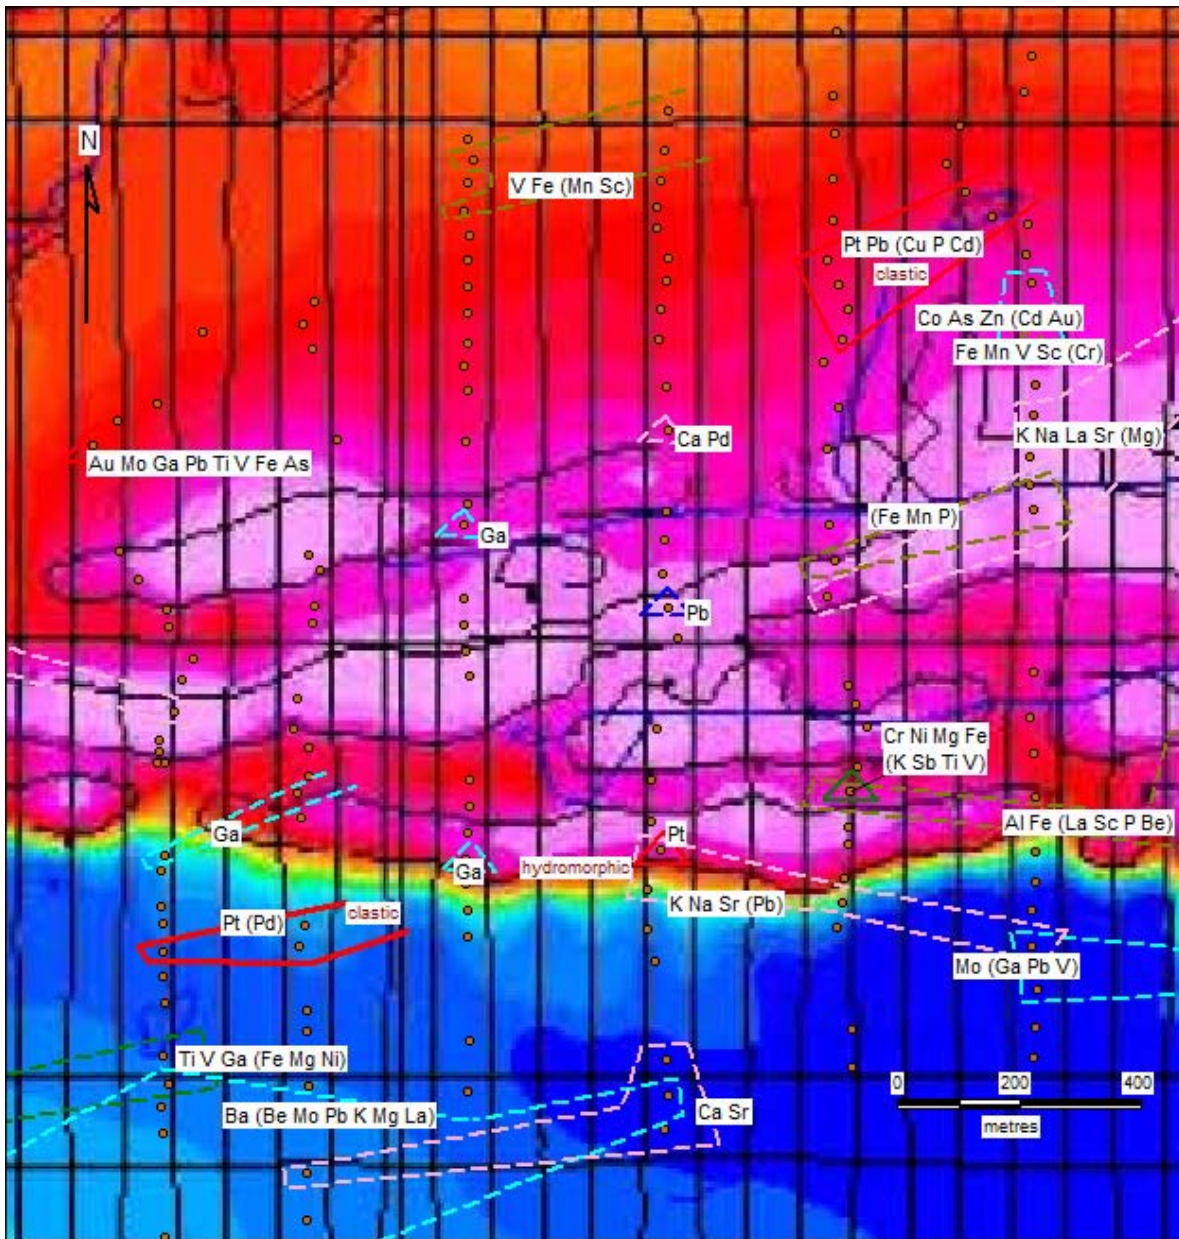 N
V Fe (Mn Sc)
Pt Pb (Cu P Cd)
clastic
Co As Zn (Cd Au)
Fe Mn V Sc (Cr)
Ca Pd
K Na La Sr (Mg)
Au Mo Ga Pb Ti V Fe As
(Fe Mn P)
Ga
Pb
Cr Ni Mg Fe
(K Sb Ti V)
Al Fe (La Sc P Be)
Ga
Pt
Ga
hydromorphic
K Na Sr (Pb)
Pt (Pd)
clastic
Mo (Ga Pb V)
Ti V Ga (Fe Mg Ni)
Ba (Be Mo Pb K Mg La)
Ca Sr
0 200 400
metres